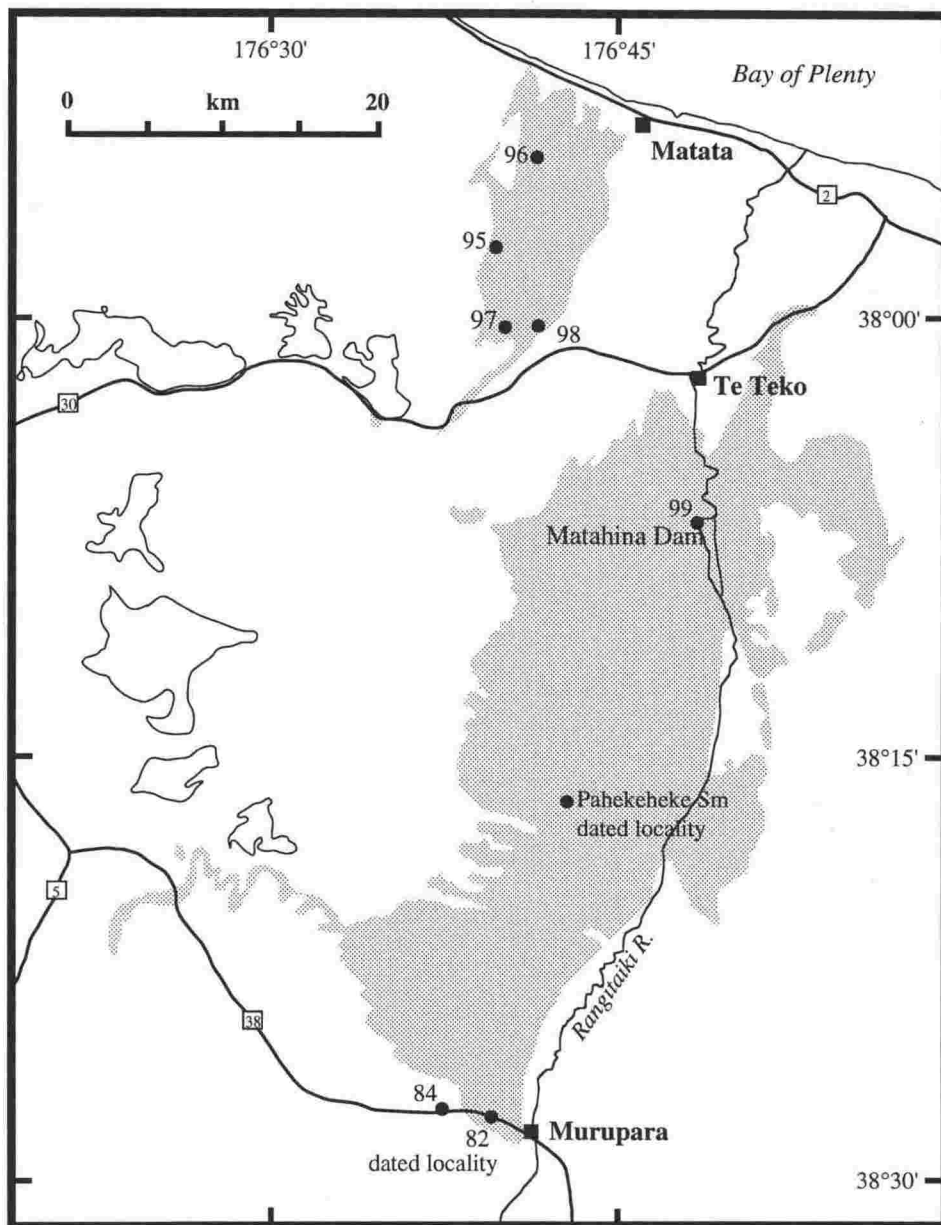 176°30'
176°45'
Bay of Plenty
0 km 20
96
Matata
2
95
97
98
38°00'
30
Te Teko
99
Matahina Dam
38°15'
Pahekeheke Sm
dated locality
5
Rangitaiki R.
38
84
82
dated locality
Murupara
38°30'